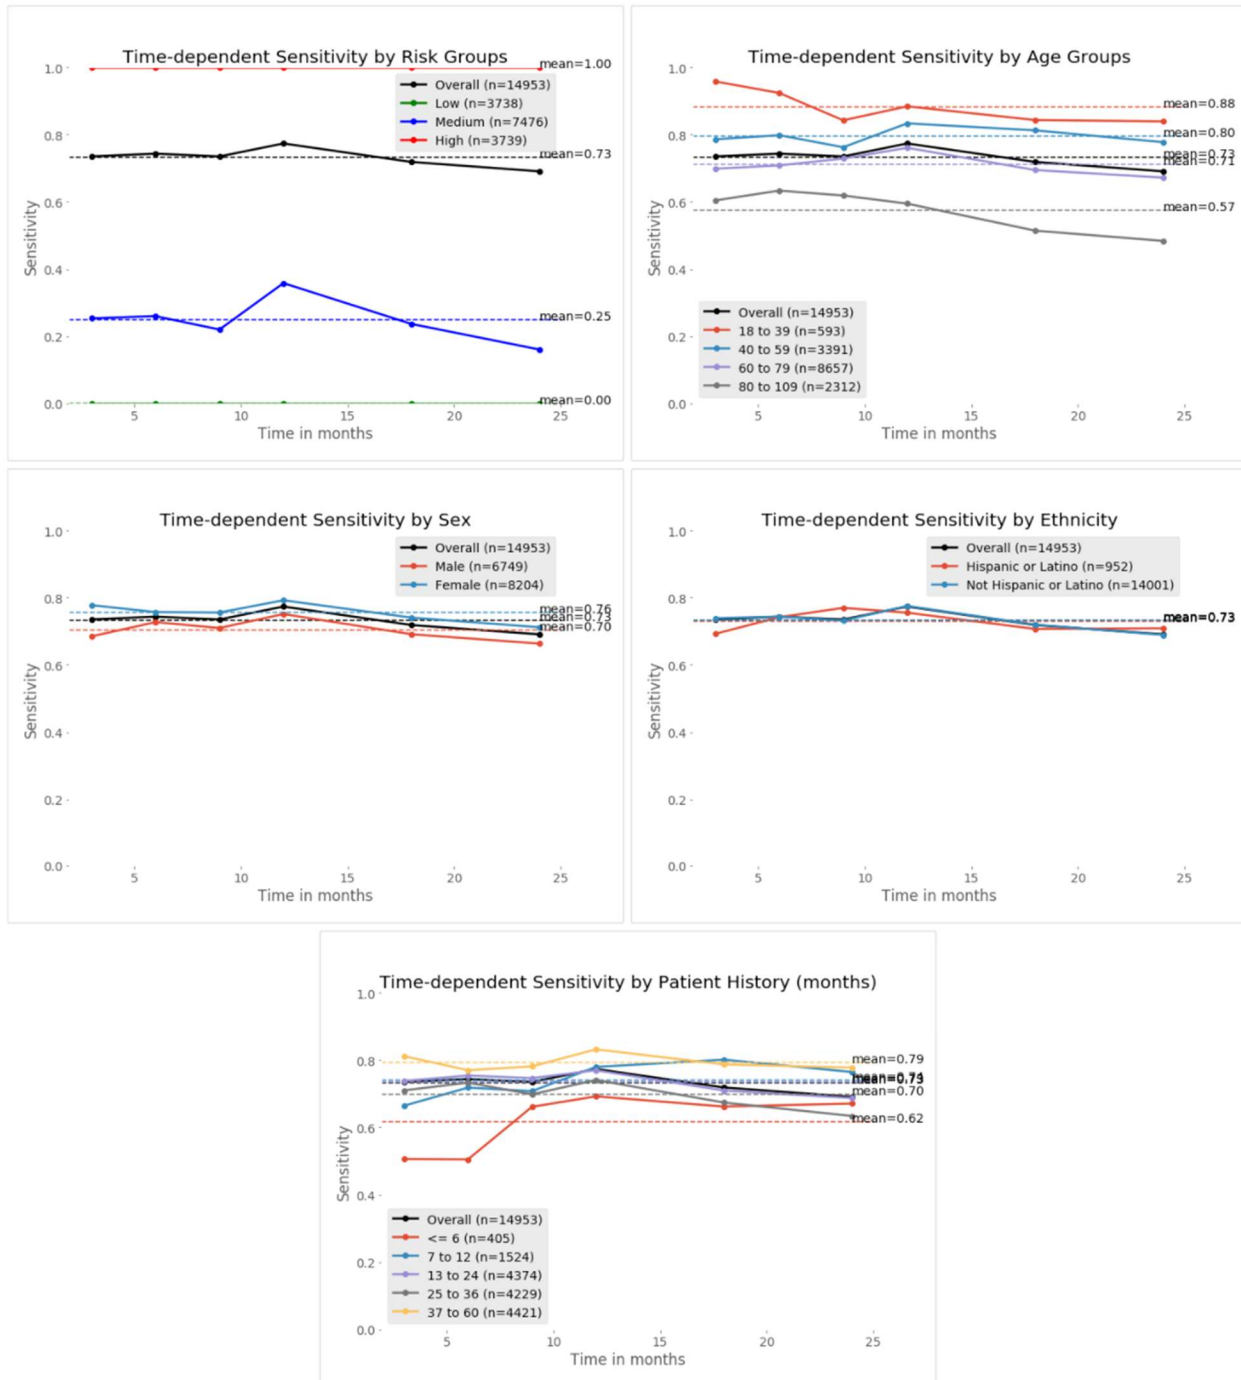 Time-dependent Sensitivity by Risk Groups
mean=1.00
1.0
Overall (n=14953)
Low (n=3738)
Medium (n=7476)
High (n=3739)
0.8
mean=0.73
0.6
Sensitivity
0.4
mean=0.25
0.2
mean=0.00
0.0
5 10 15 20 25
Time in months
Time-dependent Sensitivity by Age Groups
1.0
mean=0.88
0.8
mean=0.80
mean=0.73
mean=0.71
0.6
mean=0.57
Sensitivity
0.4
Overall (n=14953)
18 to 39 (n=593)
40 to 59 (n=3391)
60 to 79 (n=8657)
80 to 109 (n=2312)
0.2
0.0
5 10 15 20 25
Time in months
Time-dependent Sensitivity by Sex
1.0
Overall (n=14953)
Male (n=6749)
Female (n=8204)
0.8
mean=0.76
mean=0.73
mean=0.70
0.6
Sensitivity
0.4
0.2
0.0
5 10 15 20 25
Time in months
Time-dependent Sensitivity by Ethnicity
1.0
Overall (n=14953)
Hispanic or Latino (n=952)
Not Hispanic or Latino (n=14001)
0.8
mean=0.73
0.6
Sensitivity
0.4
0.2
0.0
5 10 15 20 25
Time in months
Time-dependent Sensitivity by Patient History (months)
1.0
0.8
mean=0.79
mean=0.74
mean=0.73
mean=0.70
mean=0.62
0.6
Sensitivity
0.4
Overall (n=14953)
<= 6 (n=405)
7 to 12 (n=1524)
13 to 24 (n=4374)
25 to 36 (n=4229)
37 to 60 (n=4421)
0.2
0.0
5 10 15 20 25
Time in months